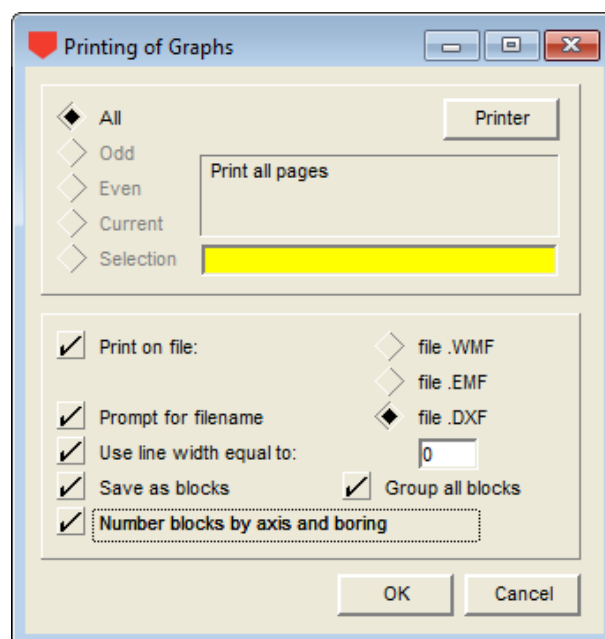 Printing of Graphs
All
Printer
Odd
Print all pages
Even
Current
Selection
Print on file:
file .WMF
file .EMF
Prompt for filename
file .DXF
Use line width equal to:
0
Save as blocks
Group all blocks
Number blocks by axis and boring
OK
Cancel